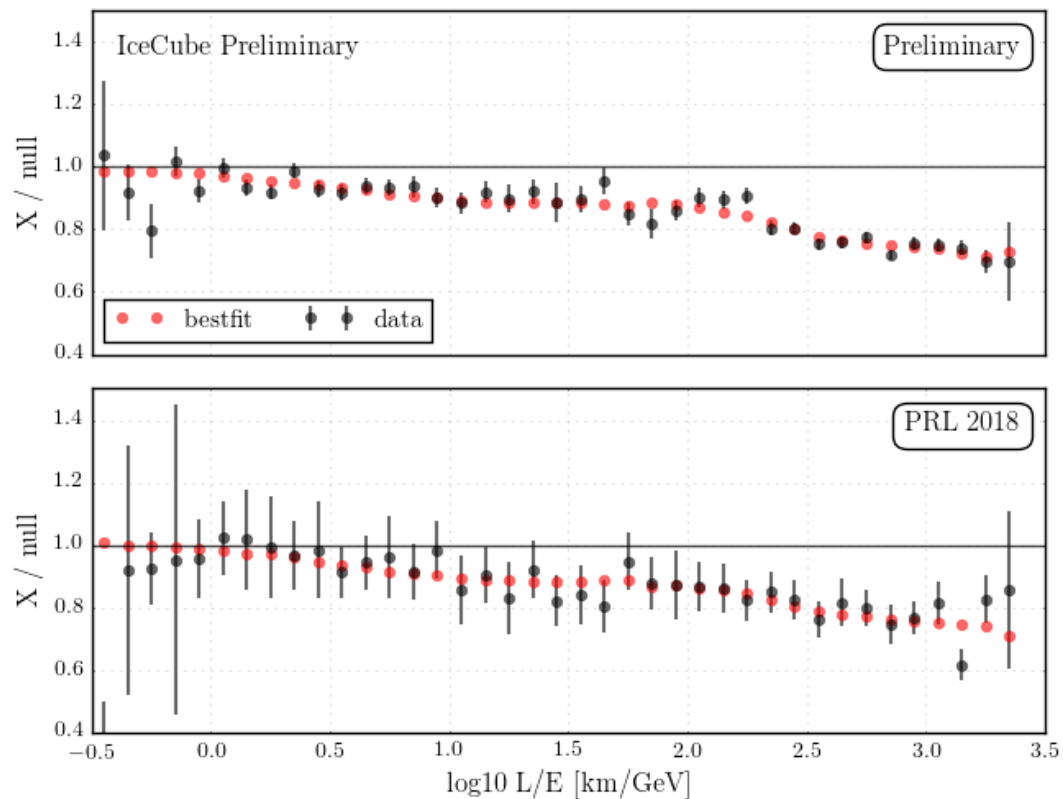 IceCube Preliminary
Preliminary
X / null
1.4
1.2
1.0
0.8
0.6
0.4
bestfit
data
PRL 2018
X / null
1.4
1.2
1.0
0.8
0.6
0.4
−0.5 0.0 0.5 1.0 1.5 2.0 2.5 3.0 3.5
log10 L/E [km/GeV]